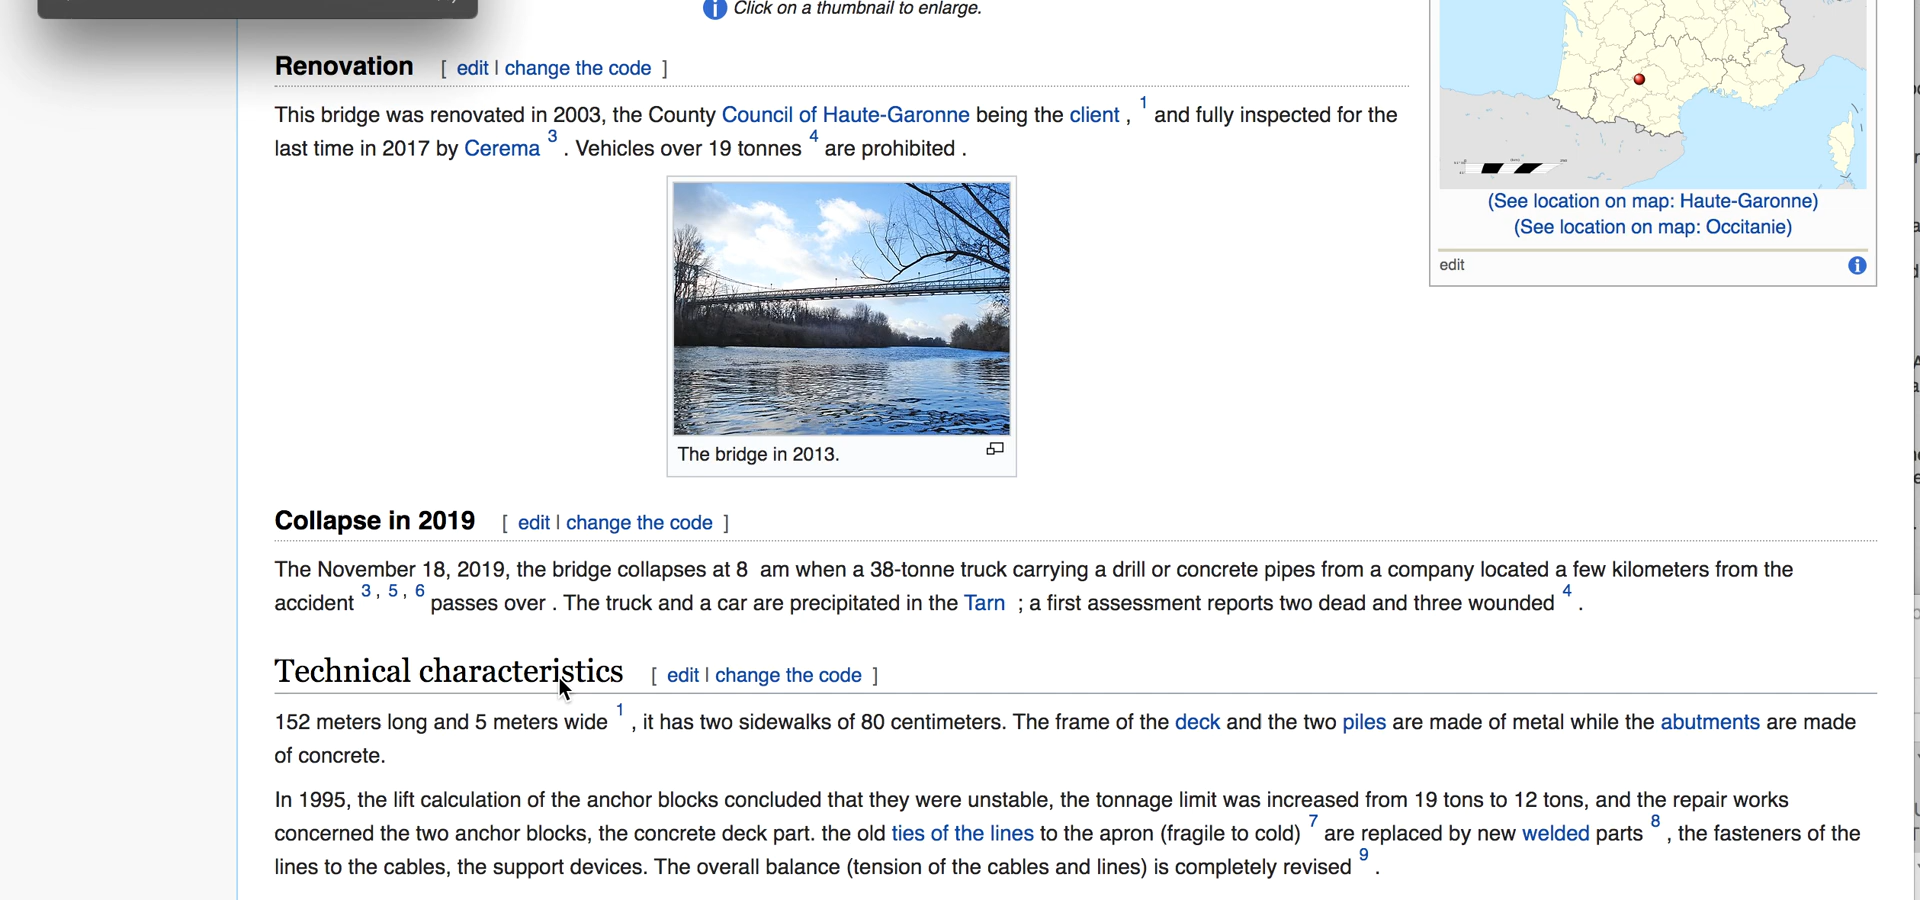 Click on a thumbnail to enlarge.
Renovation [ edit | change the code ]
This bridge was renovated in 2003, the County Council of Haute-Garonne being the client , 1 and fully inspected for the
last time in 2017 by Cerema 3 . Vehicles over 19 tonnes 4 are prohibited .
The bridge in 2013.
(See location on map: Haute-Garonne)
(See location on map: Occitanie)
edit
Collapse in 2019 [ edit | change the code ]
The November 18, 2019, the bridge collapses at 8 am when a 38-tonne truck carrying a drill or concrete pipes from a company located a few kilometers from the
accident 3 , 5 , 6 passes over . The truck and a car are precipitated in the Tarn ; a first assessment reports two dead and three wounded 4 .
Technical characteristics [ edit | change the code ]
152 meters long and 5 meters wide 1 , it has two sidewalks of 80 centimeters. The frame of the deck and the two piles are made of metal while the abutments are made
of concrete.
In 1995, the lift calculation of the anchor blocks concluded that they were unstable, the tonnage limit was increased from 19 tons to 12 tons, and the repair works
concerned the two anchor blocks, the concrete deck part. the old ties of the lines to the apron (fragile to cold) 7 are replaced by new welded parts 8 , the fasteners of the
lines to the cables, the support devices. The overall balance (tension of the cables and lines) is completely revised 9 .